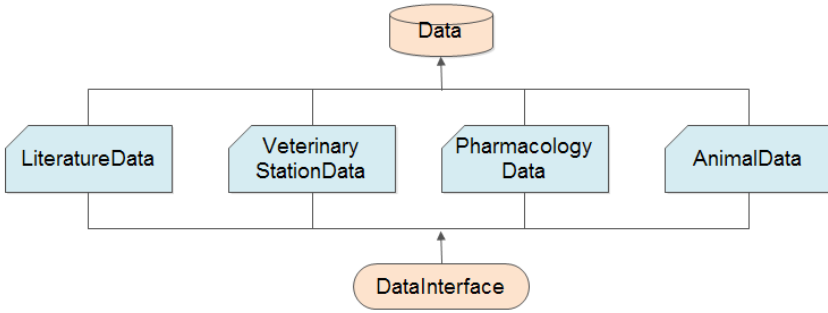 Data
LiteratureData
Veterinary
StationData
Pharmacology
Data
AnimalData
DataInterface